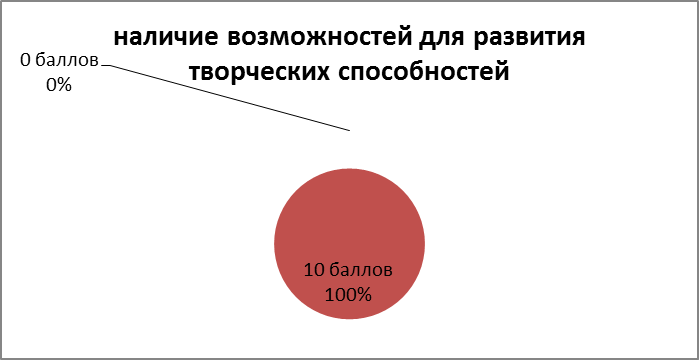 наличие возможностей для развития
творческих способностей
0 баллов
0%
10 баллов
100%